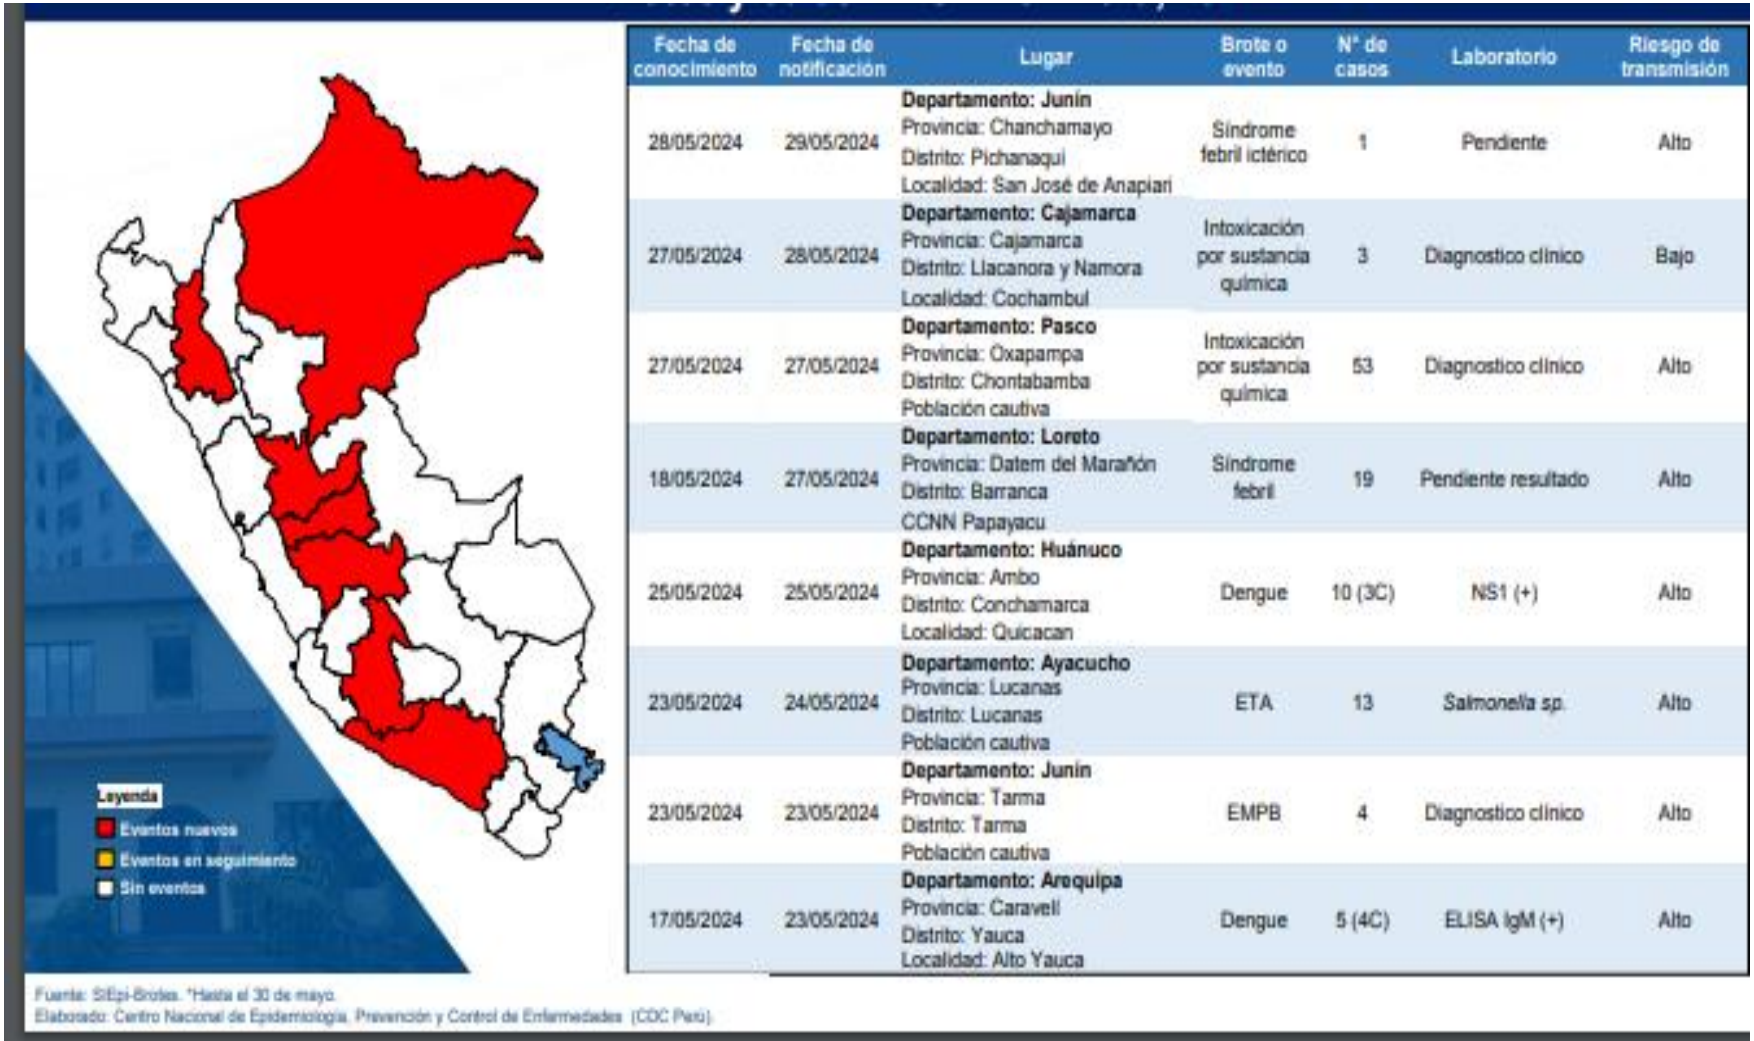 Fecha de conocimiento
Fecha de notificación
Lugar
Brote o evento
N° de casos
Laboratorio
Riesgo de transmisión
28/05/2024
29/05/2024
Departamento: Junín
Provincia: Chanchamayo
Distrito: Pichanaqui
Localidad: San José de Anapiari
Síndrome febril ictérico
1
Pendiente
Alto
27/05/2024
28/05/2024
Departamento: Cajamarca
Provincia: Cajamarca
Distrito: Llacanora y Namora
Localidad: Cochambul
Intoxicación por sustancia química
3
Diagnostico clínico
Bajo
27/05/2024
27/05/2024
Departamento: Pasco
Provincia: Oxapampa
Distrito: Chontabamba
Población cautiva
Intoxicación por sustancia química
53
Diagnostico clínico
Alto
18/05/2024
27/05/2024
Departamento: Loreto
Provincia: Datem del Marañón
Distrito: Barranca
CCNN Papayacu
Síndrome febril
19
Pendiente resultado
Alto
25/05/2024
25/05/2024
Departamento: Huánuco
Provincia: Ambo
Distrito: Conchamarca
Localidad: Quicacan
Dengue
10 (3C)
NS1 (+)
Alto
23/05/2024
24/05/2024
Departamento: Ayacucho
Provincia: Lucanas
Distrito: Lucanas
Población cautiva
ETA
13
Salmonella sp.
Alto
23/05/2024
23/05/2024
Departamento: Junín
Provincia: Tarma
Distrito: Tarma
Población cautiva
EMPB
4
Diagnostico clínico
Alto
17/05/2024
23/05/2024
Departamento: Arequipa
Provincia: Caravelí
Distrito: Yauca
Localidad: Alto Yauca
Dengue
5 (4C)
ELISA IgM (+)
Alto
Leyenda
Eventos nuevos
Eventos en seguimiento
Sin eventos
Fuente: SIEpi-Brotes. *Hasta el 30 de mayo.
Elaborado: Centro Nacional de Epidemiología, Prevención y Control de Enfermedades (CDC Perú).